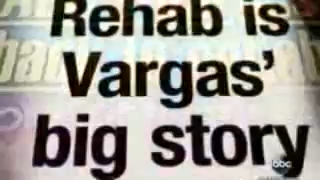 Rehab is
Vargas'
big story
abc